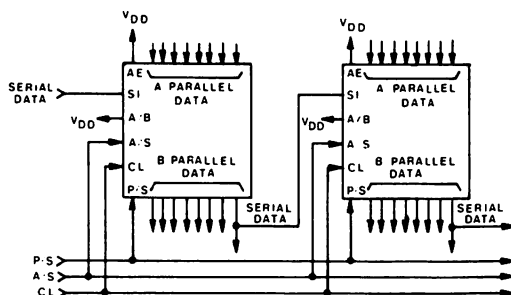 VDD VDD
AE AE
A PARALLEL DATA A PARALLEL DATA
SERIAL DATA
SI SI
VDD A·B VDD A/B
A·S A S
B PARALLEL DATA B PARALLEL DATA
CL CL
P·S P·S
SERIAL DATA SERIAL DATA
P·S
A·S
CL